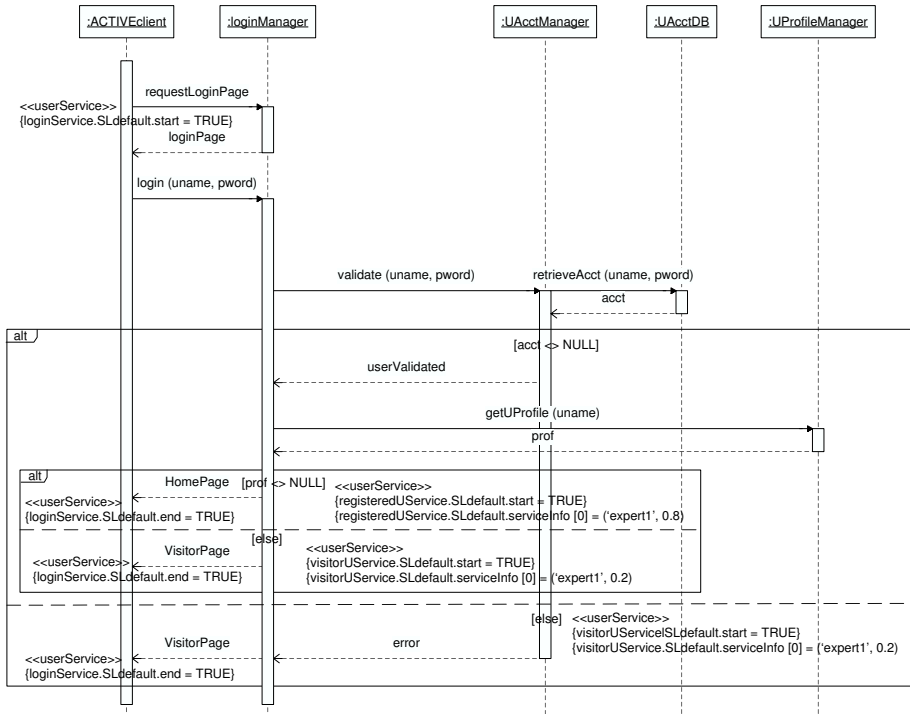 :ACTIVEclient :loginManager :UAcctManager :UAcctDB :UProfileManager
requestLoginPage
<<userService>>
{loginService.SLdefault.start = TRUE}
loginPage
login (uname, pword)
validate (uname, pword) retrieveAcct (uname, pword)
acct
alt
[acct <> NULL]
userValidated
getUProfile (uname)
prof
alt
HomePage [prof <> NULL] <<userService>>
<<userService>> {registeredUService.SLdefault.start = TRUE}
{loginService.SLdefault.end = TRUE} {registeredUService.SLdefault.serviceInfo [0] = (‘expert1’, 0.8)
[else]
VisitorPage <<userService>>
<<userService>> {visitorUService.SLdefault.start = TRUE}
{loginService.SLdefault.end = TRUE} {visitorUService.SLdefault.serviceInfo [0] = (‘expert1’, 0.2)
[else] <<userService>>
{visitorUServicelSLdefault.start = TRUE}
VisitorPage error {visitorUService.SLdefault.serviceInfo [0] = (‘expert1’, 0.2)
<<userService>>
{loginService.SLdefault.end = TRUE}